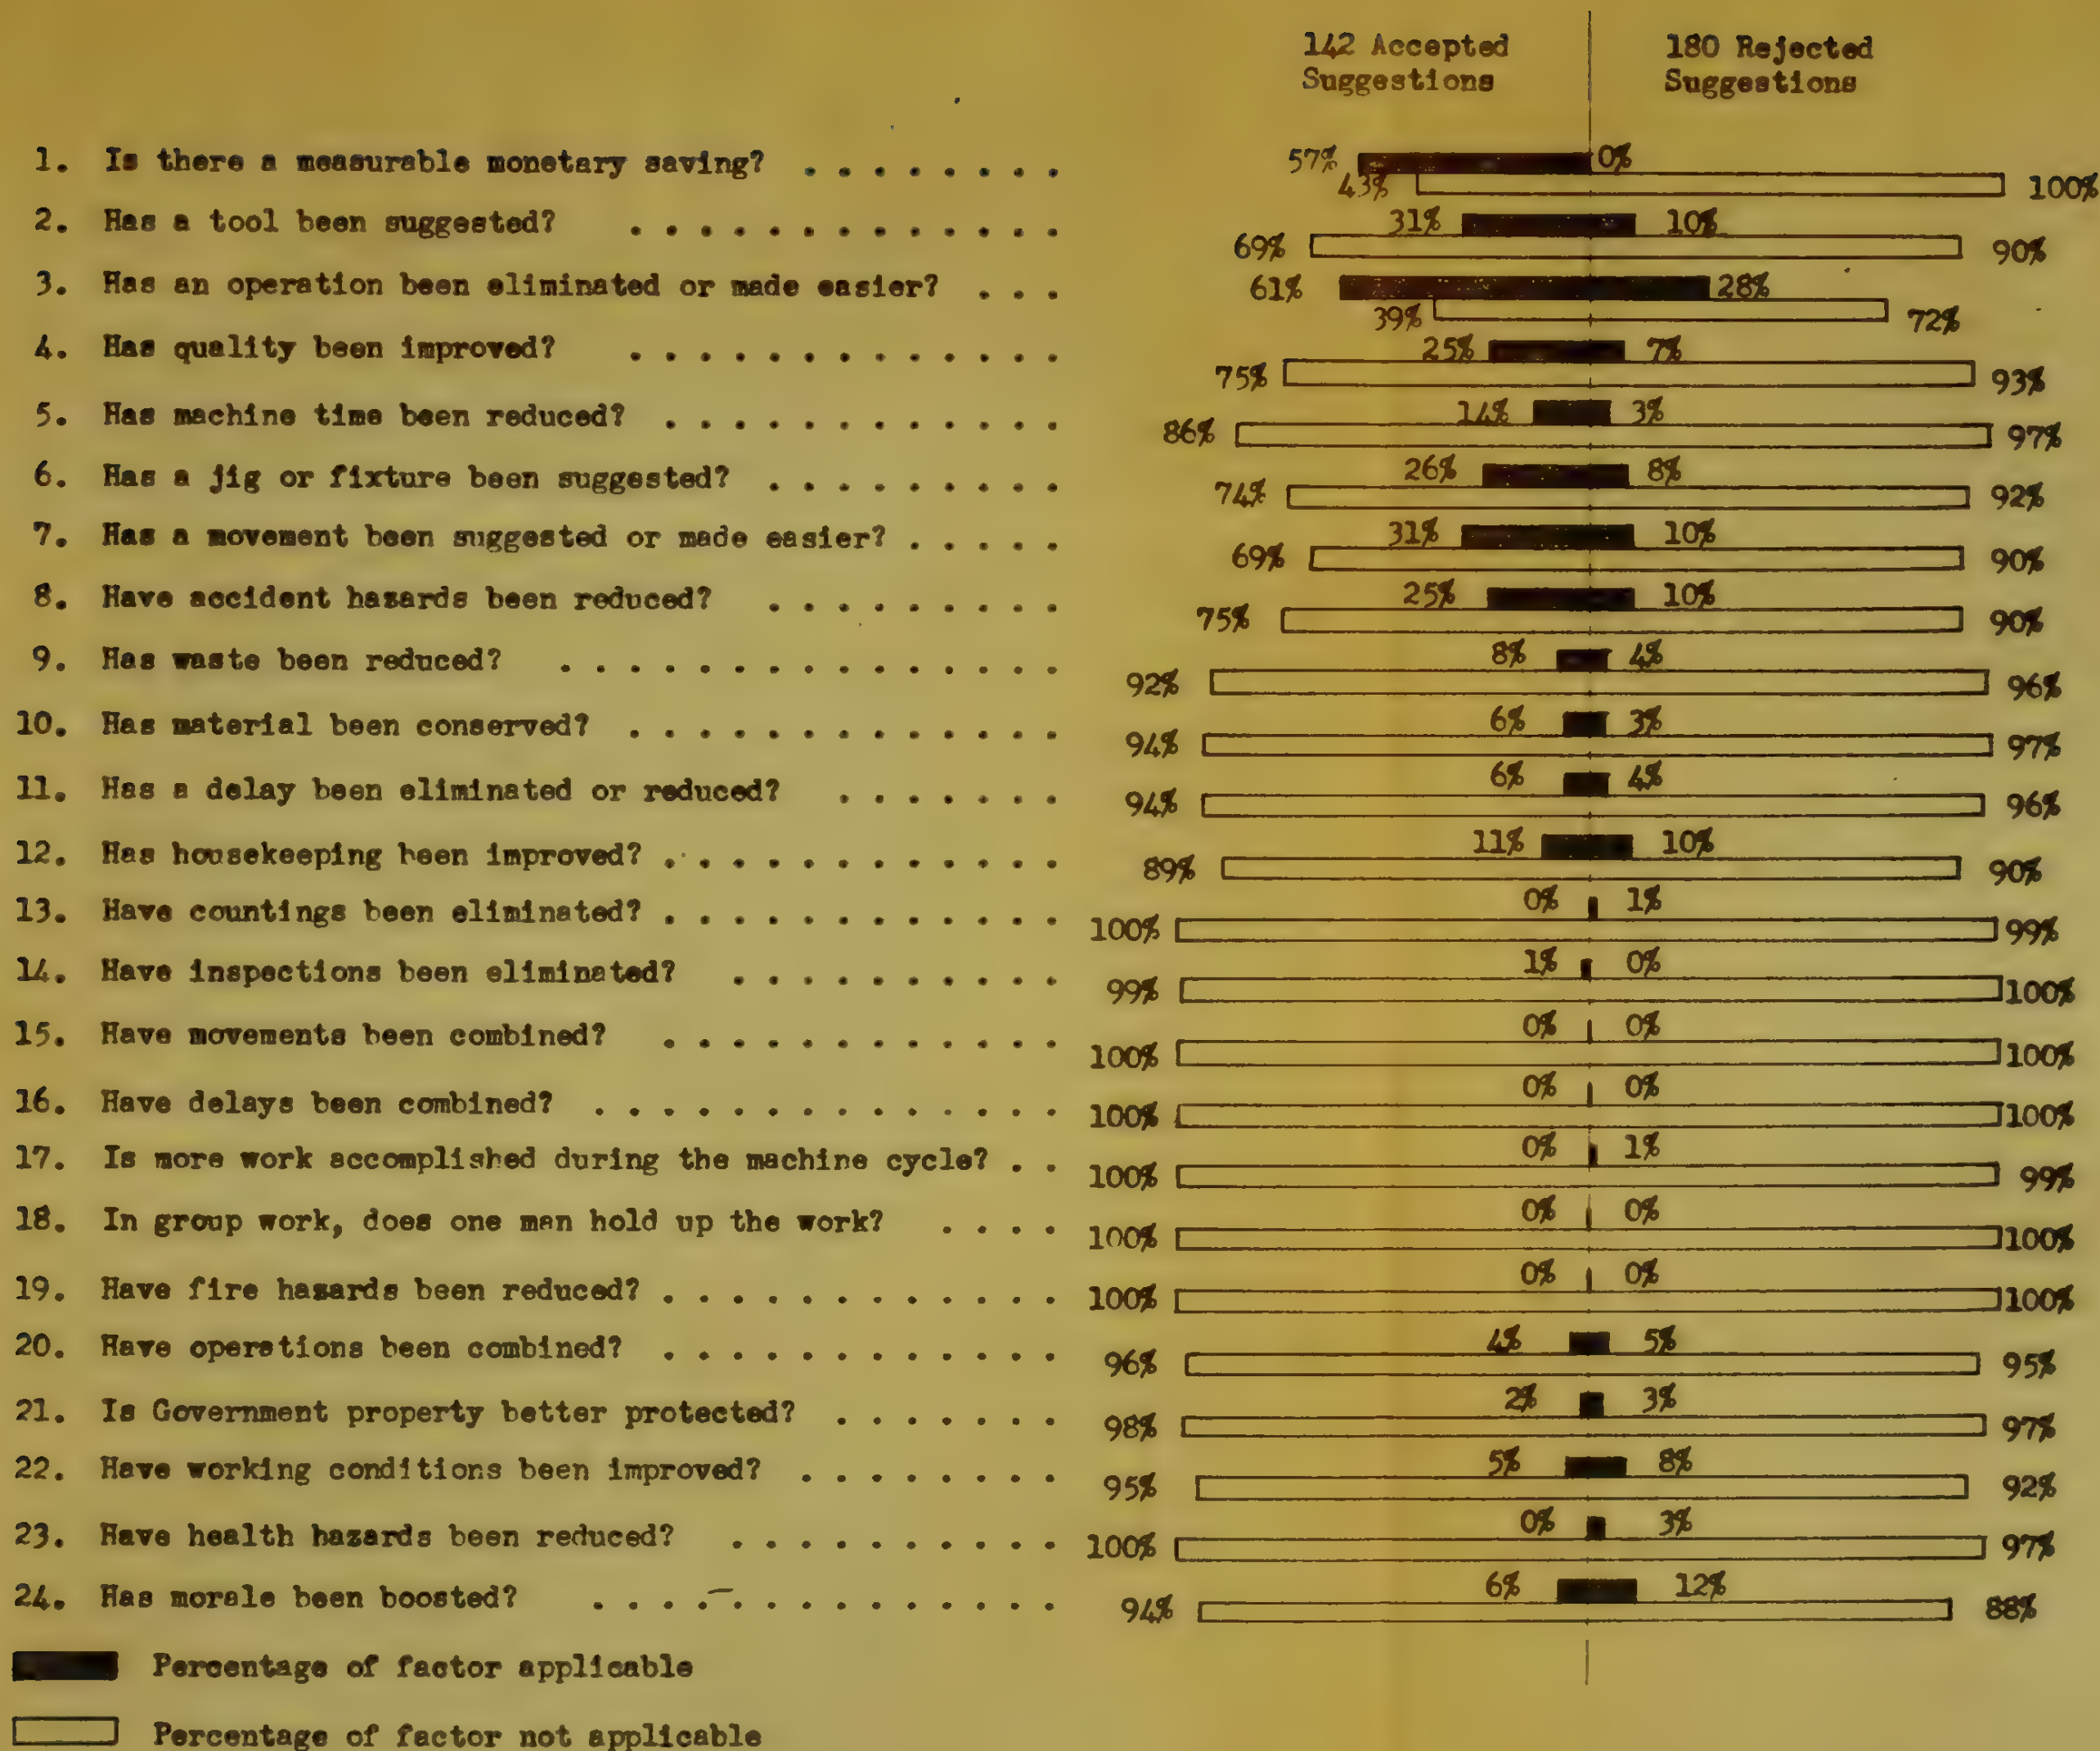 142 Accepted 180 Rejected
Suggestions Suggestions
1. Is there a measurable monetary saving? . . . . . . . . 57% 0%
43% 100%
2. Has a tool been suggested? . . . . . . . . . . . . . 31% 10%
69% 90%
3. Has an operation been eliminated or made easier? . . . 61% 28%
39% 72%
4. Has quality been improved? . . . . . . . . . . . . . 25% 7%
75% 93%
5. Has machine time been reduced? . . . . . . . . . . . . 14% 3%
86% 97%
6. Has a jig or fixture been suggested? . . . . . . . . . 26% 8%
74% 92%
7. Has a movement been suggested or made easier? . . . . . 31% 10%
69% 90%
8. Have accident hazards been reduced? . . . . . . . . . 25% 10%
75% 90%
9. Has waste been reduced? . . . . . . . . . . . . . . . 8% 4%
92% 96%
10. Has material been conserved? . . . . . . . . . . . . . 6% 3%
94% 97%
11. Has a delay been eliminated or reduced? . . . . . . . 6% 4%
94% 96%
12. Has housekeeping been improved? . . . . . . . . . . . . 11% 10%
89% 90%
13. Have countings been eliminated? . . . . . . . . . . . . 0% 1%
100% 99%
14. Have inspections been eliminated? . . . . . . . . . . 1% 0%
99% 100%
15. Have movements been combined? . . . . . . . . . . . . 0% 0%
100% 100%
16. Have delays been combined? . . . . . . . . . . . . . . 0% 0%
100% 100%
17. Is more work accomplished during the machine cycle? . . 0% 1%
100% 99%
18. In group work, does one man hold up the work? . . . . 0% 0%
100% 100%
19. Have fire hazards been reduced? . . . . . . . . . . . . 0% 0%
100% 100%
20. Have operations been combined? . . . . . . . . . . . . 4% 5%
96% 95%
21. Is Government property better protected? . . . . . . . 2% 3%
98% 97%
22. Have working conditions been improved? . . . . . . . . 5% 8%
95% 92%
23. Have health hazards been reduced? . . . . . . . . . . 0% 3%
100% 97%
24. Has morale been boosted? . . . . . . . . . . . . . . 6% 12%
94% 88%
Percentage of factor applicable
Percentage of factor not applicable